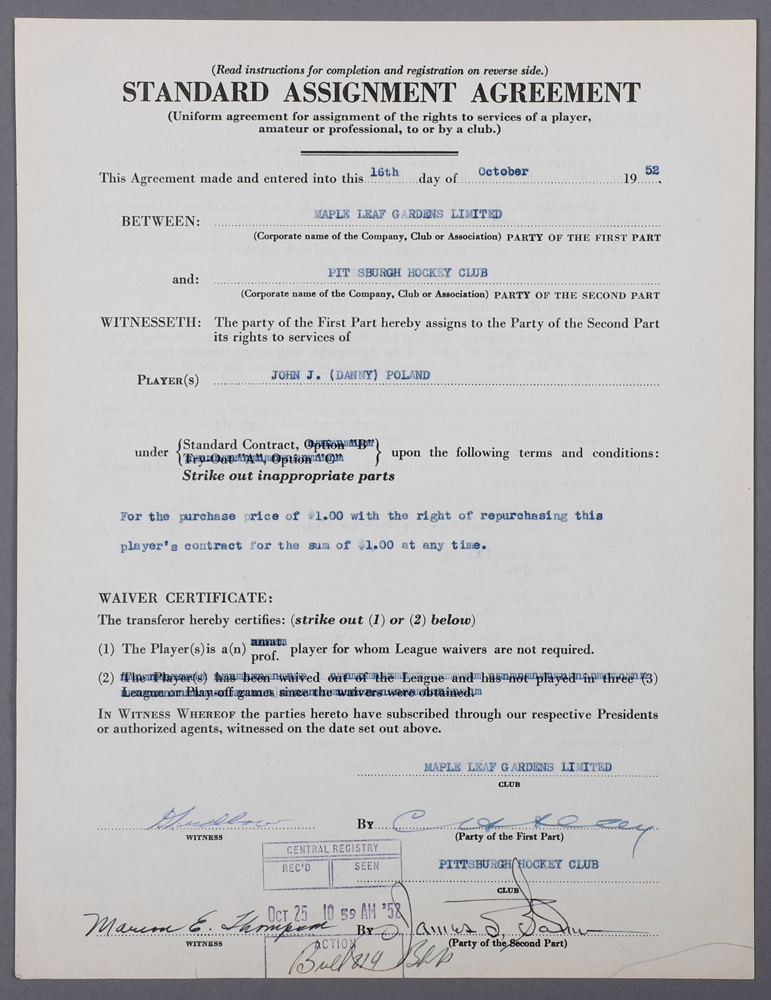 (Read instructions for completion and registration on reverse side.)
STANDARD ASSIGNMENT AGREEMENT
(Uniform agreement for assignment of the rights to services of a player,
amateur or professional, to or by a club.)
This Agreement made and entered into this 16th day of October 19 52,
BETWEEN: MAPLE LEAF GARDENS LIMITED
(Corporate name of the Company, Club or Association) PARTY OF THE FIRST PART
and: PITTSBURGH HOCKEY CLUB
(Corporate name of the Company, Club or Association) PARTY OF THE SECOND PART
WITNESSETH: The party of the First Part hereby assigns to the Party of the Second Part
its rights to services of
PLAYER(S) JOHN J. (DANNY) POLAND
under {Standard Contract, Option "B"} upon the following terms and conditions:
{Try-Out "A", Option "C"}
Strike out inappropriate parts
For the purchase price of $1.00 with the right of repurchasing this
player's contract for the sum of $1.00 at any time.
WAIVER CERTIFICATE:
The transferor hereby certifies: (strike out (1) or (2) below)
(1) The Player(s) is a(n) amat. prof. player for whom League waivers are not required.
(2) The Player(s) has been waived out of the League and has not played in three (3)
League or Play-off games since the waivers were obtained.
IN WITNESS WHEREOF the parties hereto have subscribed through our respective Presidents
or authorized agents, witnessed on the date set out above.
MAPLE LEAF GARDENS LIMITED
CLUB
By
WITNESS (Party of the First Part)
CENTRAL REGISTRY
REC'D SEEN
PITTSBURGH HOCKEY CLUB
CLUB
OCT 25 10 59 AM '52
Marion E. Thompson By James S.
WITNESS (Party of the Second Part)
ACTION